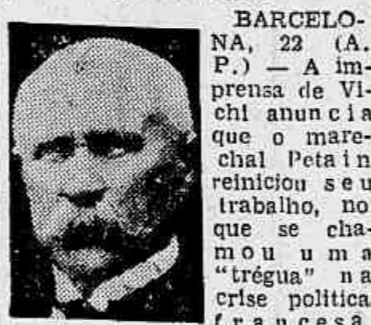 BARCELO-
NA, 22 (A.
P.) — A im-
prensa de Vi-
chi anuncia
que o mare-
chal Petain
reiniciou seu
trabalho, no
que se cha-
mou uma
"trégua" na
crise politica
francesa